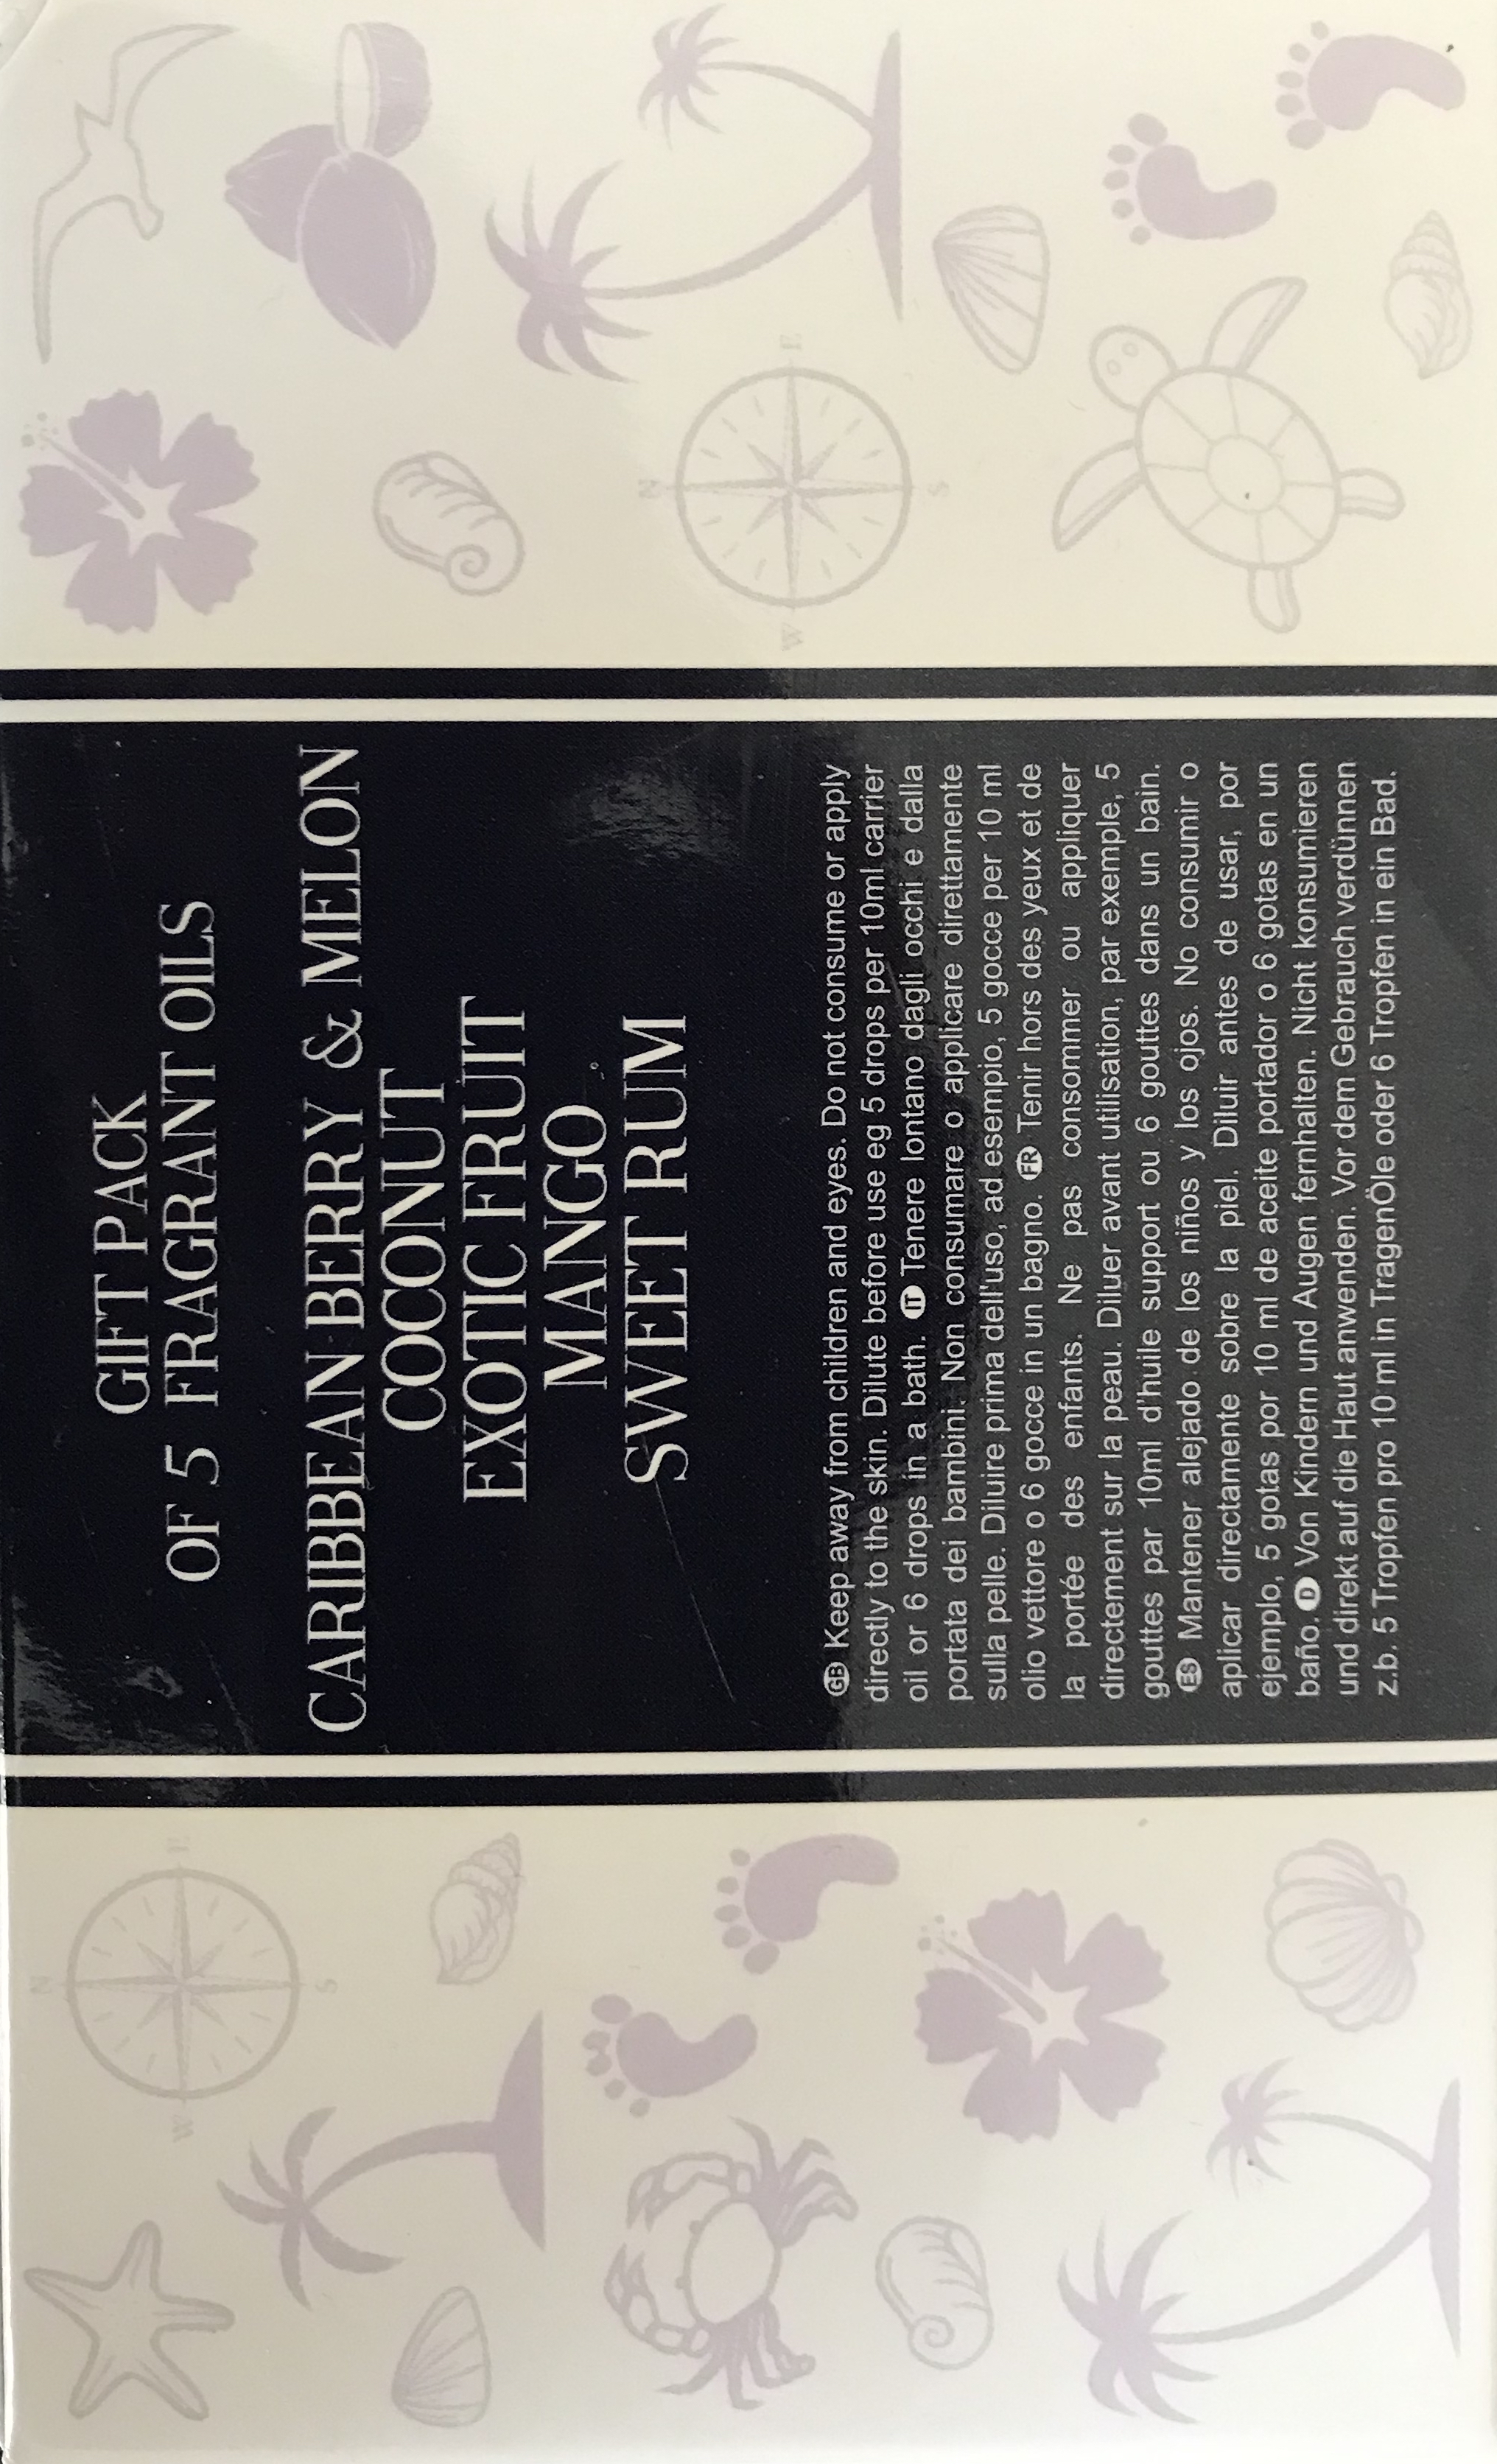 GIFT PACK
OF 5 FRAGRANT OILS
CARIBBEAN BERRY & MELON
COCONUT
EXOTIC FRUIT
MANGO
SWEET RUM
GB Keep away from children and eyes. Do not consume or apply
directly to the skin. Dilute before use eg 5 drops per 10ml carrier
oil or 6 drops in a bath. IT Tenere lontano dagli occhi e dalla
portata dei bambini. Non consumare o applicare direttamente
sulla pelle. Diluire prima dell'uso, ad esempio, 5 gocce per 10 ml
olio vettore o 6 gocce in un bagno. FR Tenir hors des yeux et de
la portée des enfants. Ne pas consommer ou appliquer
directement sur la peau. Diluer avant utilisation, par exemple, 5
gouttes par 10mil d'huile support ou 6 gouttes dans un bain.
ES Mantener alejado de los niños y los ojos. No consumir o
aplicar directamente sobre la piel. Diluir antes de usar, por
ejemplo, 5 gotas por 10 ml de aceite portador o 6 gotas en un
baño. D Von Kindern und Augen fernhalten. Nicht konsumieren
und direkt auf die Haut anwenden. Vor dem Gebrauch verdünnen
z.b. 5 Tropfen pro 10 ml in TragenÖle oder 6 Tropfen in ein Bad.
N
E
S
W
N
E
S
W